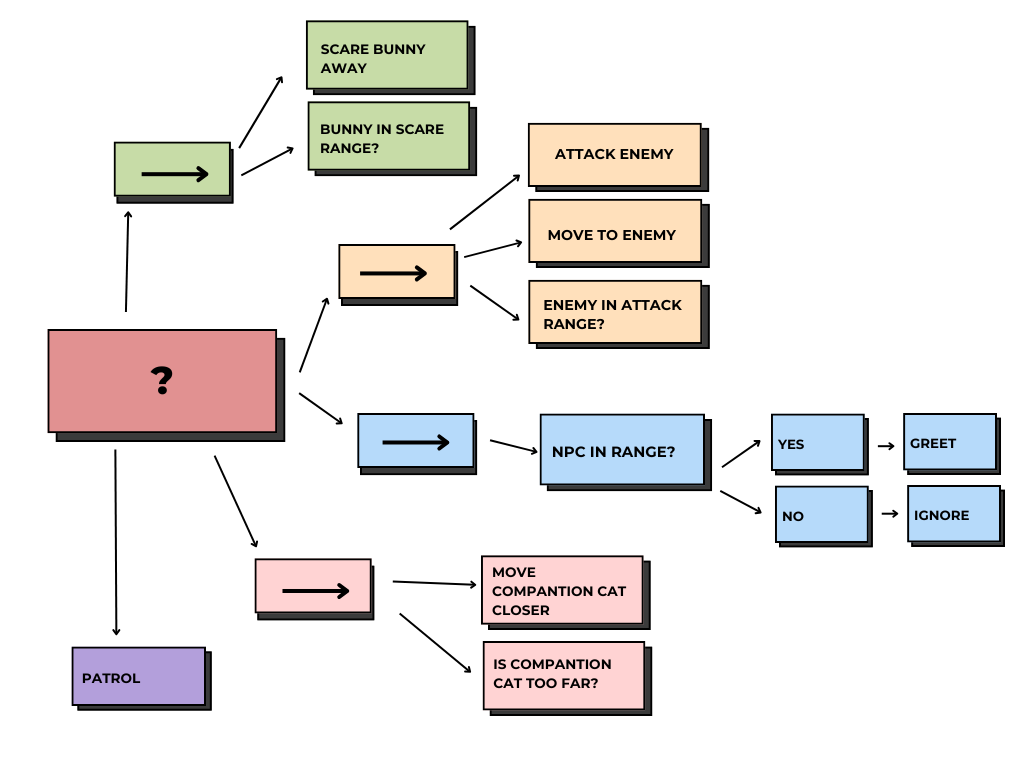 SCARE BUNNY
AWAY
BUNNY IN SCARE
RANGE?
ATTACK ENEMY
MOVE TO ENEMY
ENEMY IN ATTACK
RANGE?
?
NPC IN RANGE?
YES
GREET
NO
IGNORE
MOVE
COMPANTION CAT
CLOSER
IS COMPANTION
CAT TOO FAR?
PATROL